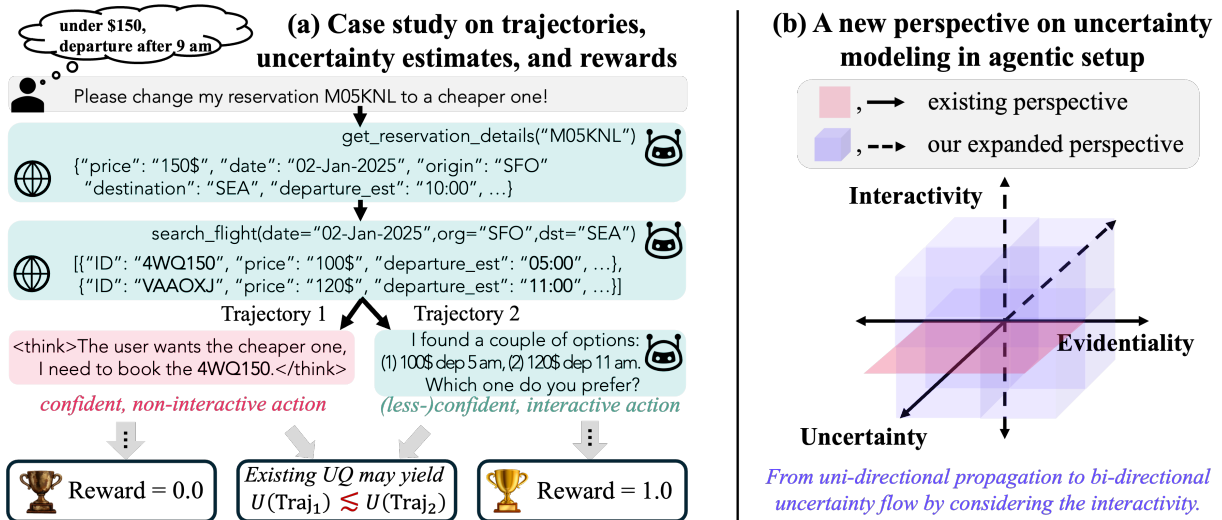 under $150,
departure after 9 am
(a) Case study on trajectories,
uncertainty estimates, and rewards
Please change my reservation M05KNL to a cheaper one!
get_reservation_details(“M05KNL”)
{“price”: “150$”, “date”: “02-Jan-2025”, “origin”: “SFO”
“destination”: “SEA”, “departure_est”: “10:00”, …}
search_flight(date=“02-Jan-2025”,org=“SFO”,dst=“SEA”)
[{“ID”: “4WQ150”, “price”: “100$”, “departure_est”: “05:00”, …},
{“ID”: “VAAOXJ”, “price”: “120$”, “departure_est”: “11:00”, …}]
Trajectory 1
Trajectory 2
<think>The user wants the cheaper one,
I need to book the 4WQ150.</think>
I found a couple of options:
(1) 100$ dep 5 am, (2) 120$ dep 11 am.
Which one do you prefer?
confident, non-interactive action
(less-)confident, interactive action
Reward = 0.0
Existing UQ may yield
U(Traj₁) ≶ U(Traj₂)
Reward = 1.0
(b) A new perspective on uncertainty
modeling in agentic setup
, existing perspective
, our expanded perspective
Interactivity
Evidentiality
Uncertainty
From uni-directional propagation to bi-directional
uncertainty flow by considering the interactivity.